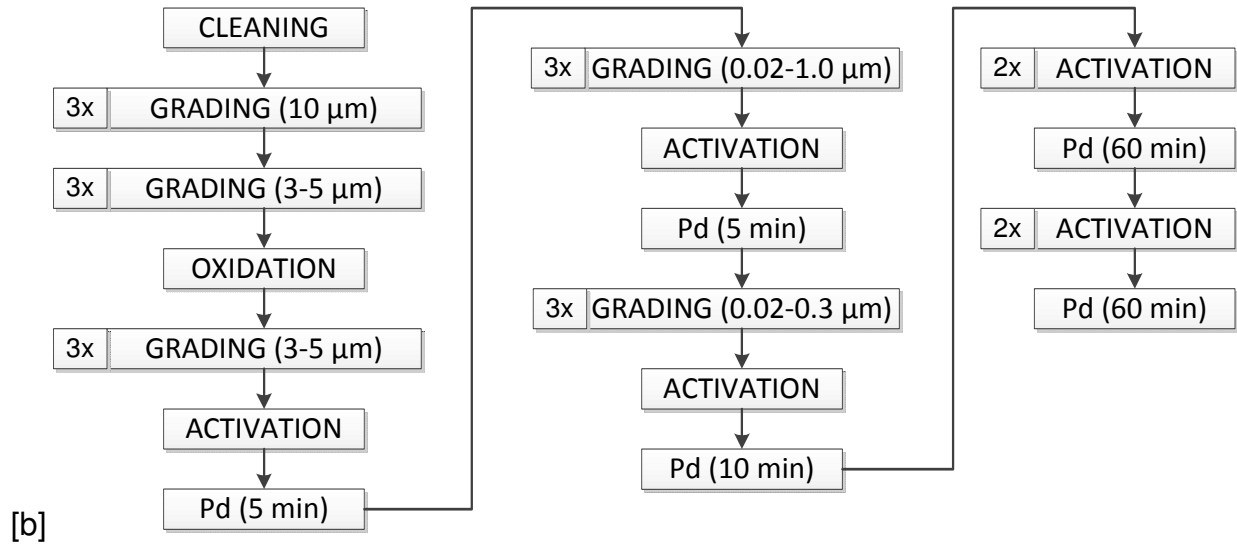 CLEANING
3x GRADING (10 µm)
3x GRADING (3-5 µm)
OXIDATION
3x GRADING (3-5 µm)
ACTIVATION
Pd (5 min)
3x GRADING (0.02-1.0 µm)
ACTIVATION
Pd (5 min)
3x GRADING (0.02-0.3 µm)
ACTIVATION
Pd (10 min)
2x ACTIVATION
Pd (60 min)
2x ACTIVATION
Pd (60 min)
[b]